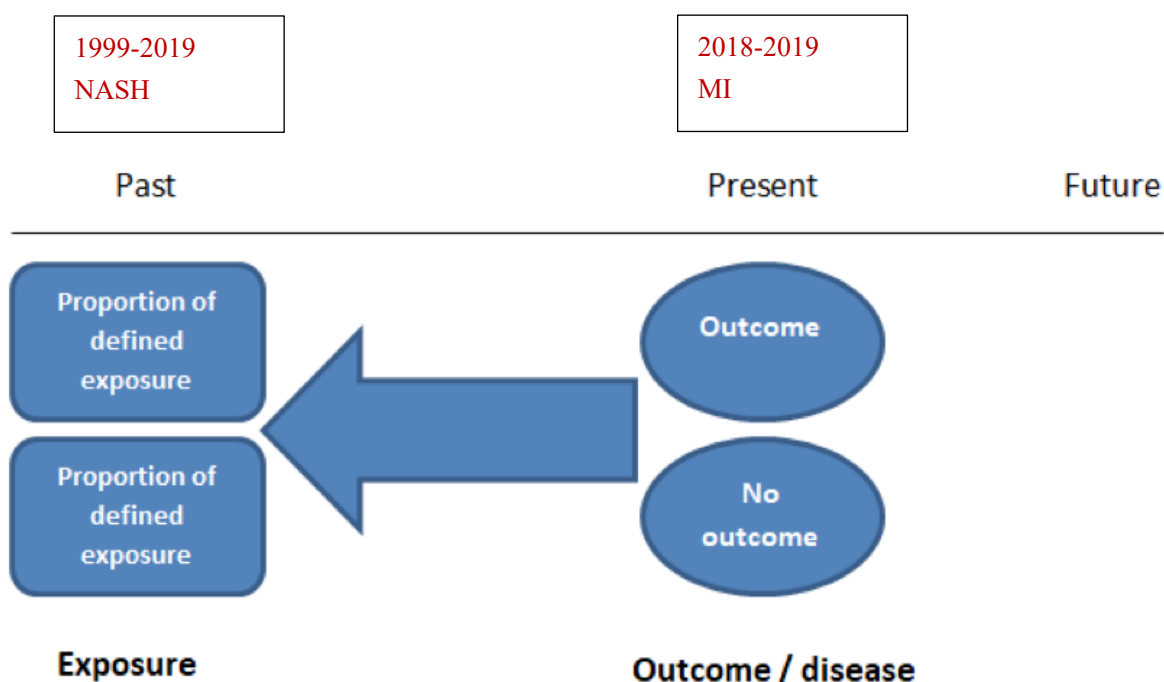 1999-2019
NASH
2018-2019
MI
Past
Present
Future
Proportion of
defined
exposure
Outcome
Proportion of
defined
exposure
No
outcome
Exposure
Outcome / disease